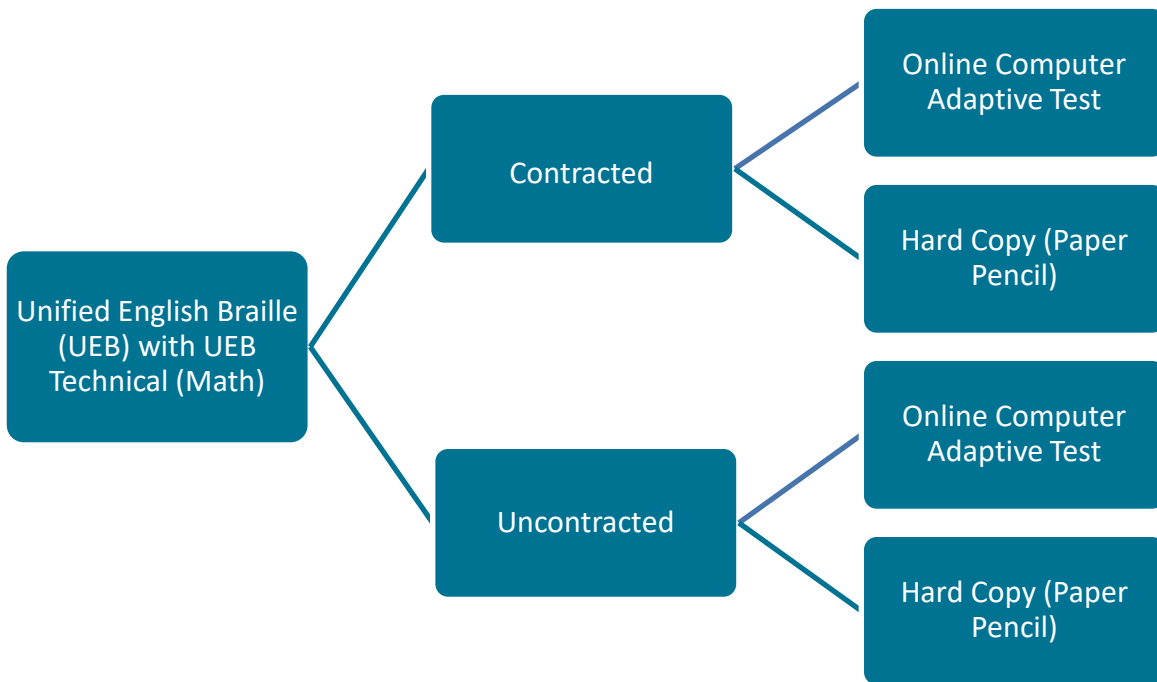 Unified English Braille
(UEB) with UEB
Technical (Math)
Contracted
Online Computer
Adaptive Test
Hard Copy (Paper
Pencil)
Uncontracted
Online Computer
Adaptive Test
Hard Copy (Paper
Pencil)